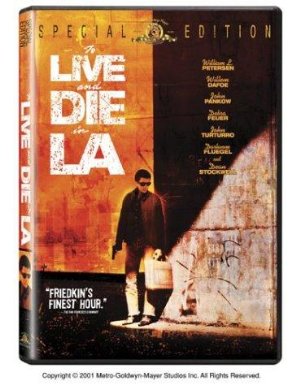 SPECIAL EDITION
To
LIVE
and
DIE
in
LA
William L.
PETERSEN
Willem
DAFOE
John
PANKOW
Debra
FEUER
John
TURTURRO
Darlanne
FLUEGEL
and
Dean
STOCKWELL
"FRIEDKIN'S
FINEST HOUR."
LIVE DIE LA
Copyright © 2001 Metro-Goldwyn-Mayer Studios Inc. All Rights Reserved.